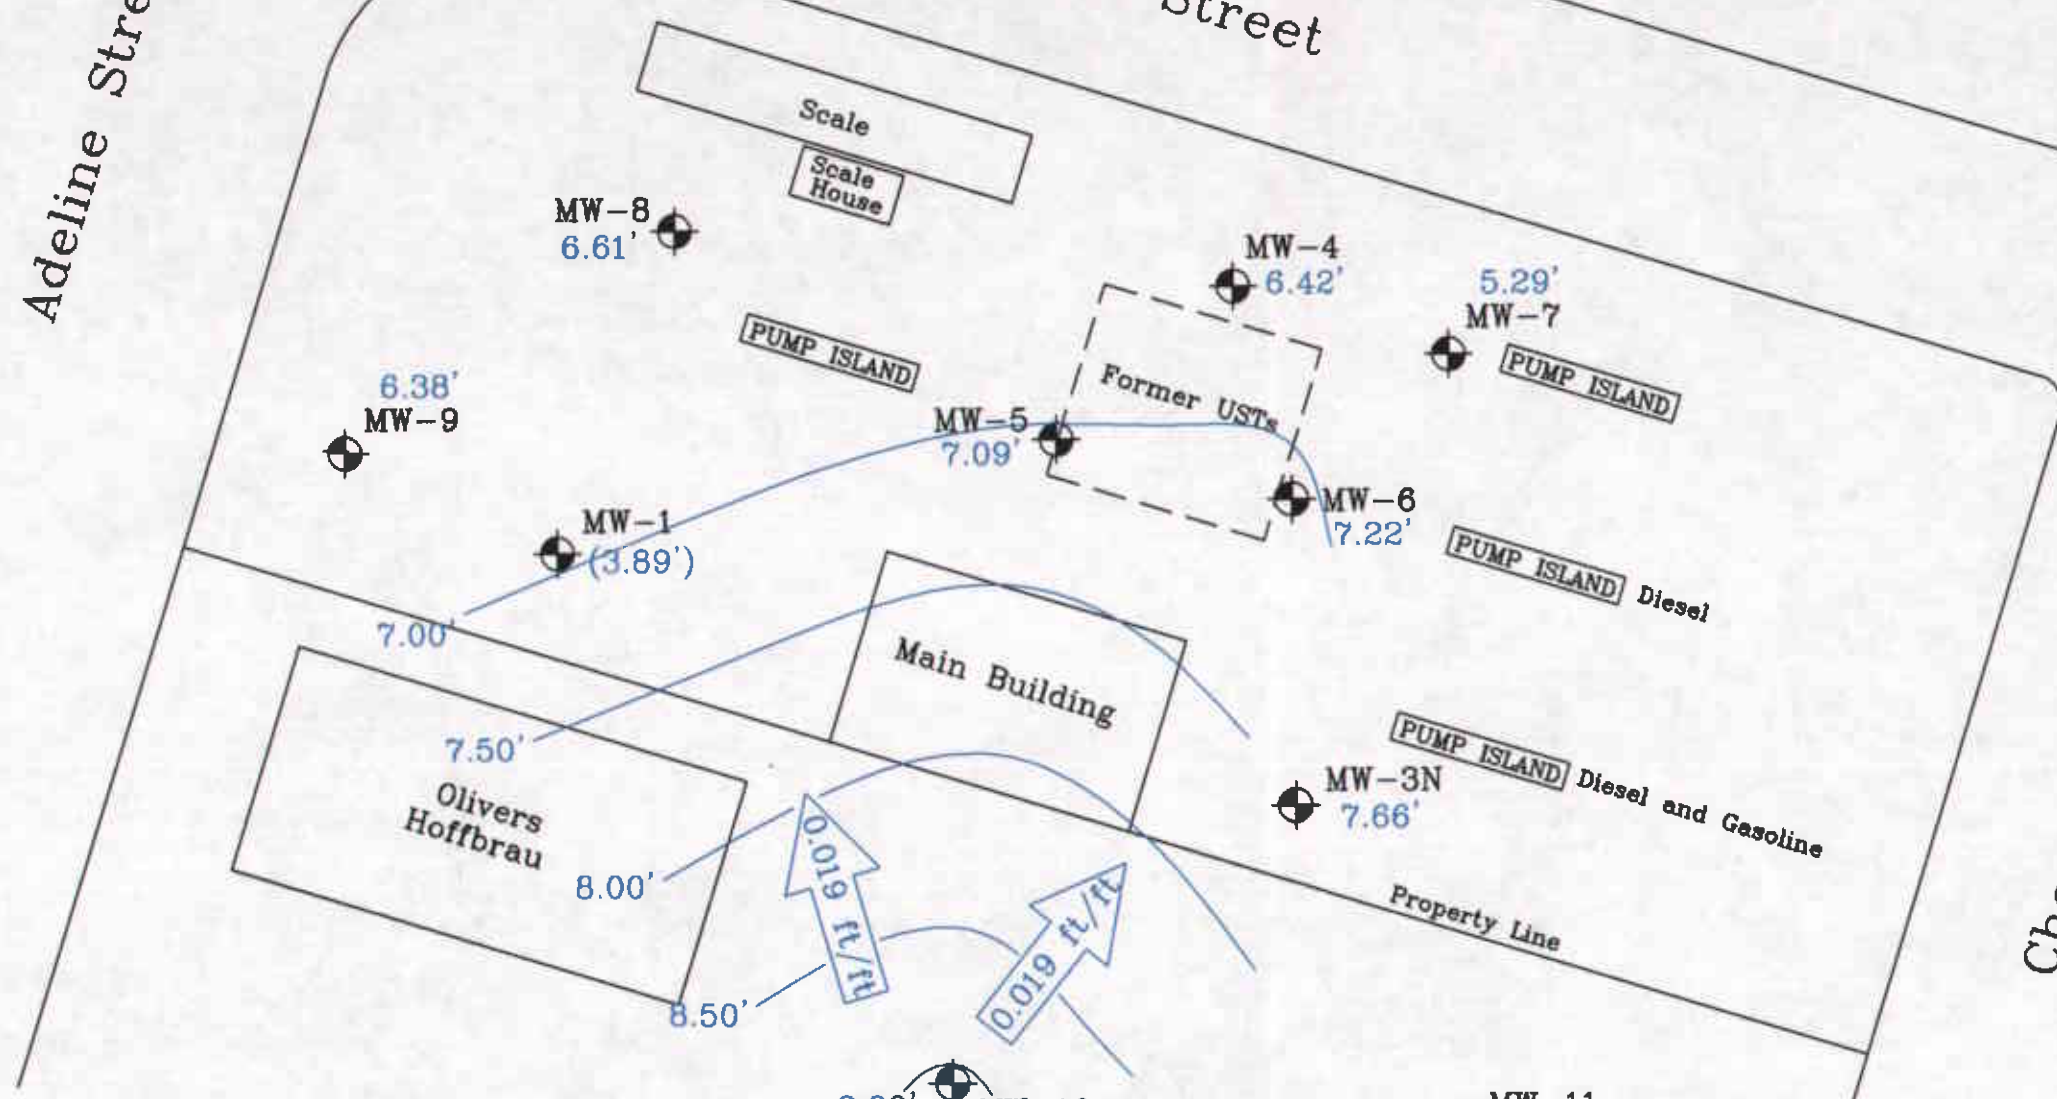 Street
Adeline
Scale
Scale
House
MW-8
6.61'
MW-4
6.42'
5.29'
MW-7
PUMP ISLAND
PUMP ISLAND
Former USTs
6.38'
MW-9
MW-5
7.09'
MW-6
7.22'
MW-1
(3.89')
PUMP ISLAND Diesel
7.00'
Main Building
7.50'
PUMP ISLAND Diesel and Gasoline
MW-3N
7.66'
Olivers
Hoffbrau
8.00'
0.019 ft/ft
0.019 ft/ft
Property Line
8.50'
MW-11